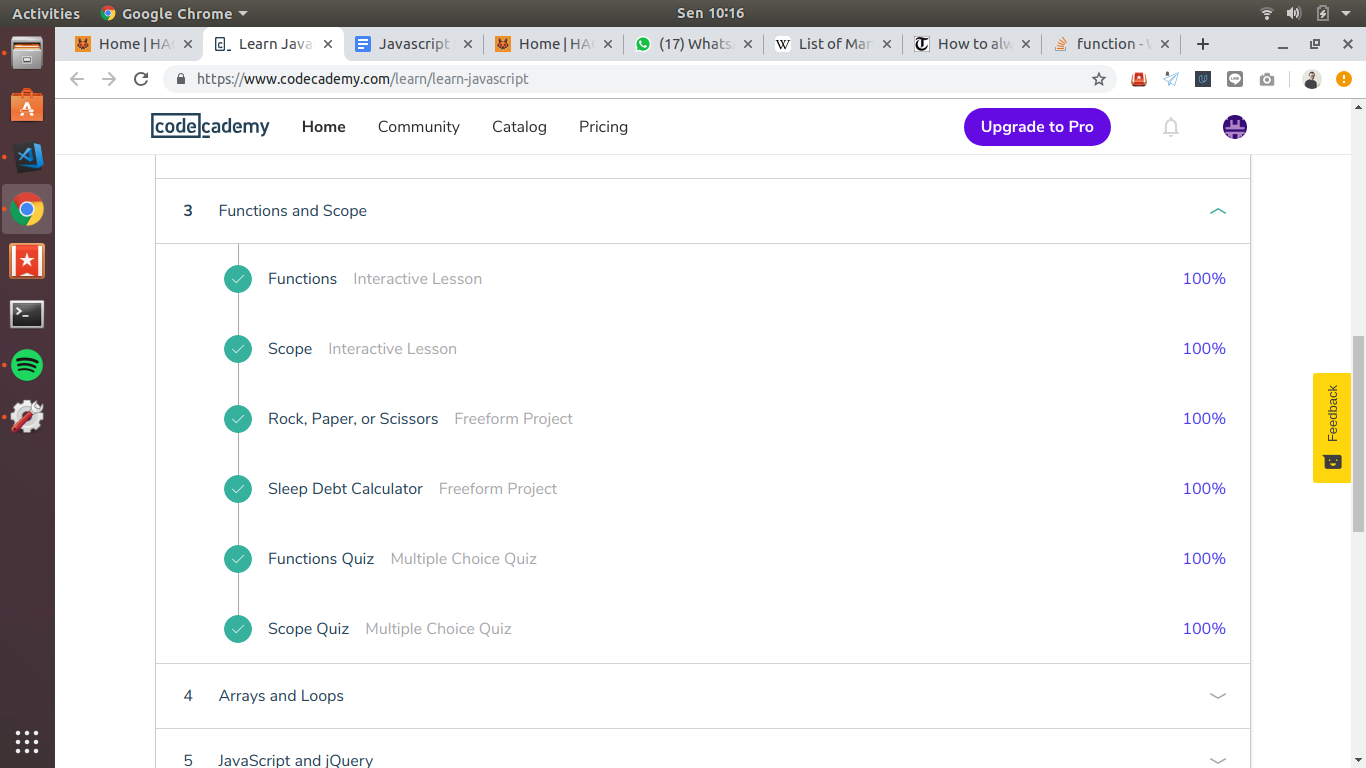 Activities Google Chrome Sen 10:16
Home | HAC Learn Java Javascript Home | HAC (17) Whats List of Mar How to alw function -
https://www.codecademy.com/learn/learn-javascript
codecademy Home Community Catalog Pricing Upgrade to Pro
3 Functions and Scope
Functions Interactive Lesson 100%
Scope Interactive Lesson 100%
Rock, Paper, or Scissors Freeform Project 100%
Feedback
Sleep Debt Calculator Freeform Project 100%
Functions Quiz Multiple Choice Quiz 100%
Scope Quiz Multiple Choice Quiz 100%
4 Arrays and Loops
5 JavaScript and jQuery